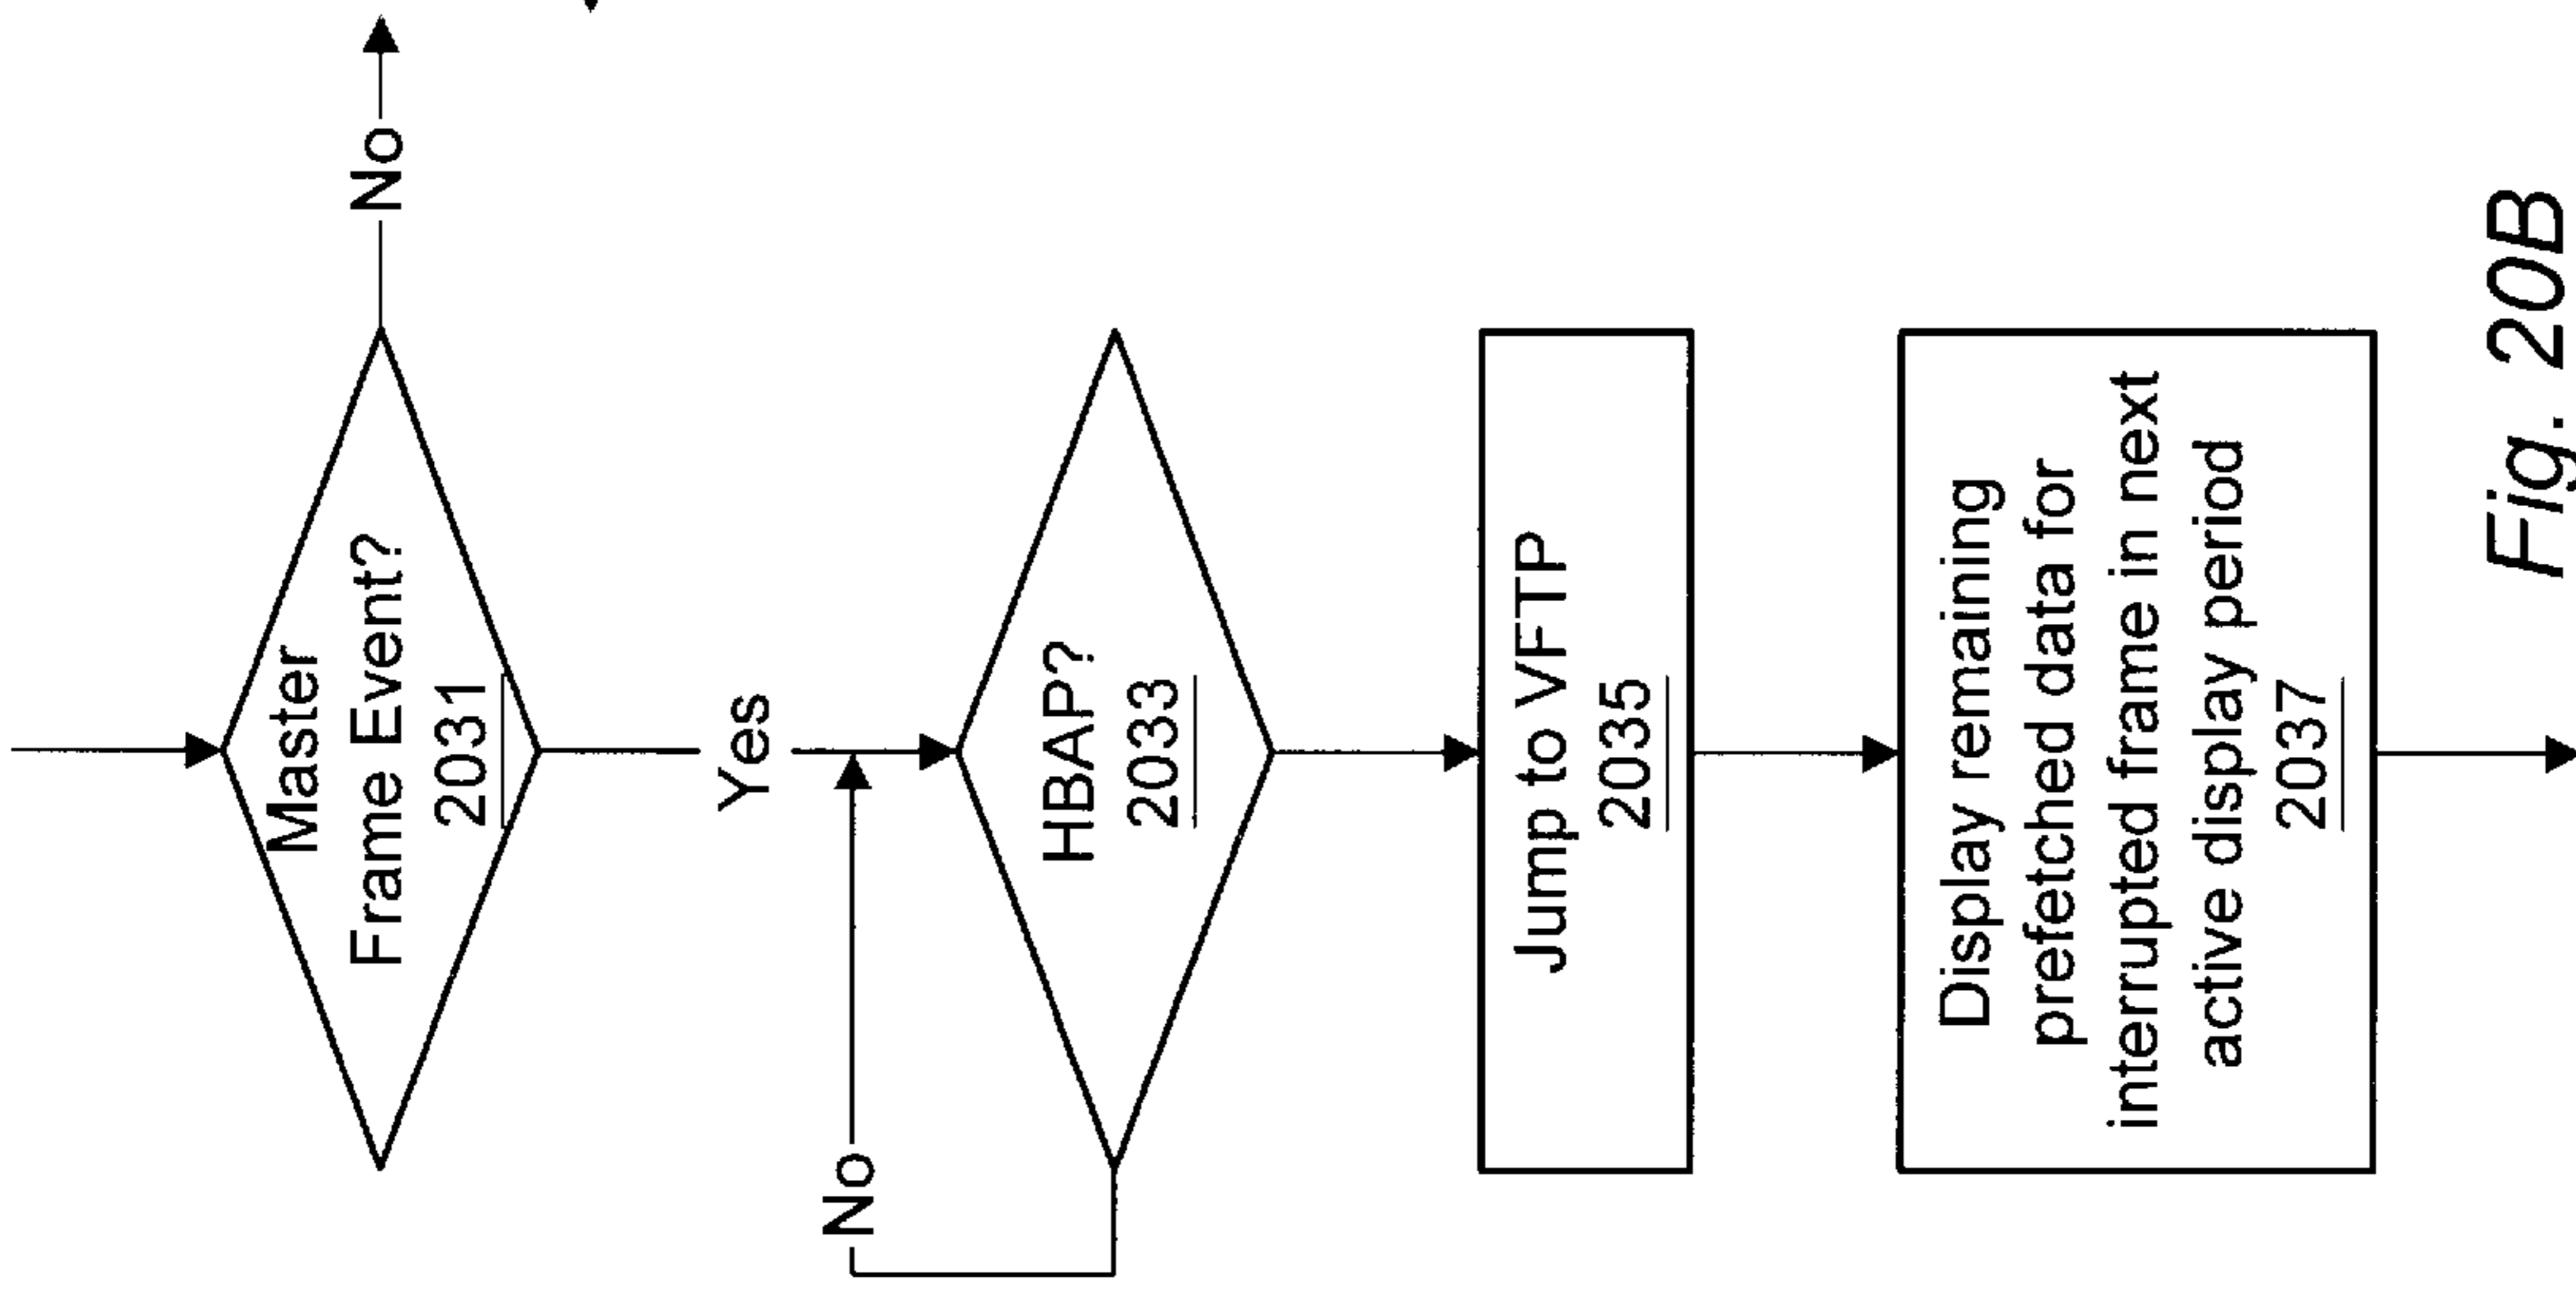 Master
Frame Event?
2031
No
Yes
No
HBAP?
2033
Jump to VFTP
2035
Display remaining
prefetched data for
interrupted frame in next
active display period
2037
Fig. 20B